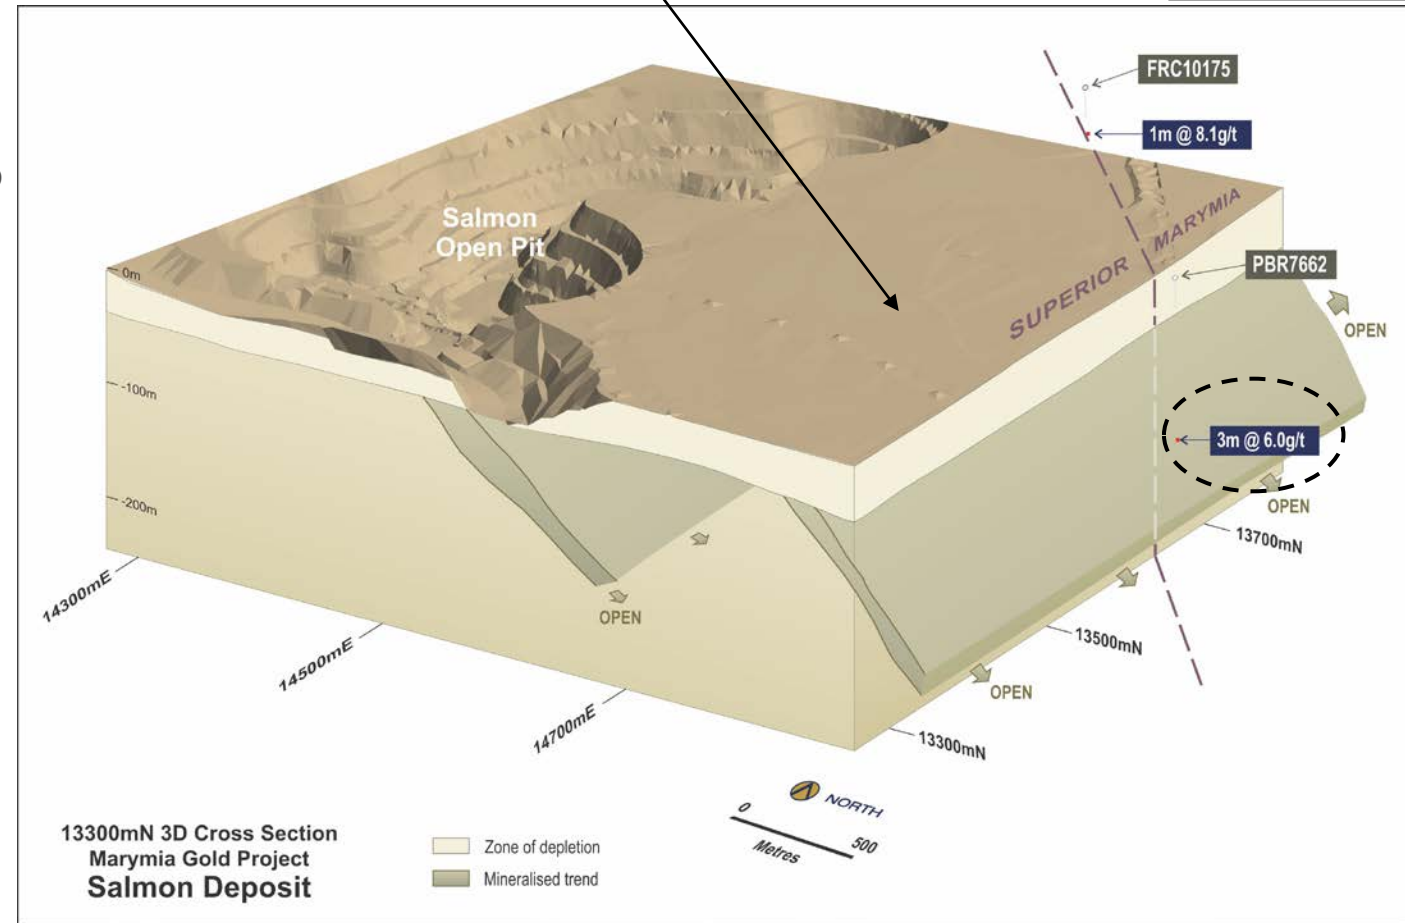 FRC10175
1m @ 8.1g/t
Salmon
Open Pit
SUPERIOR
MARYMIA
PBR7662
0m
OPEN
-100m
3m @ 6.0g/t
-200m
OPEN
13700mN
14300mE
OPEN
13500mN
14500mE
OPEN
14700mE
13300mN
NORTH
0
500
Metres
13300mN 3D Cross Section
Marymia Gold Project
Salmon Deposit
Zone of depletion
Mineralised trend